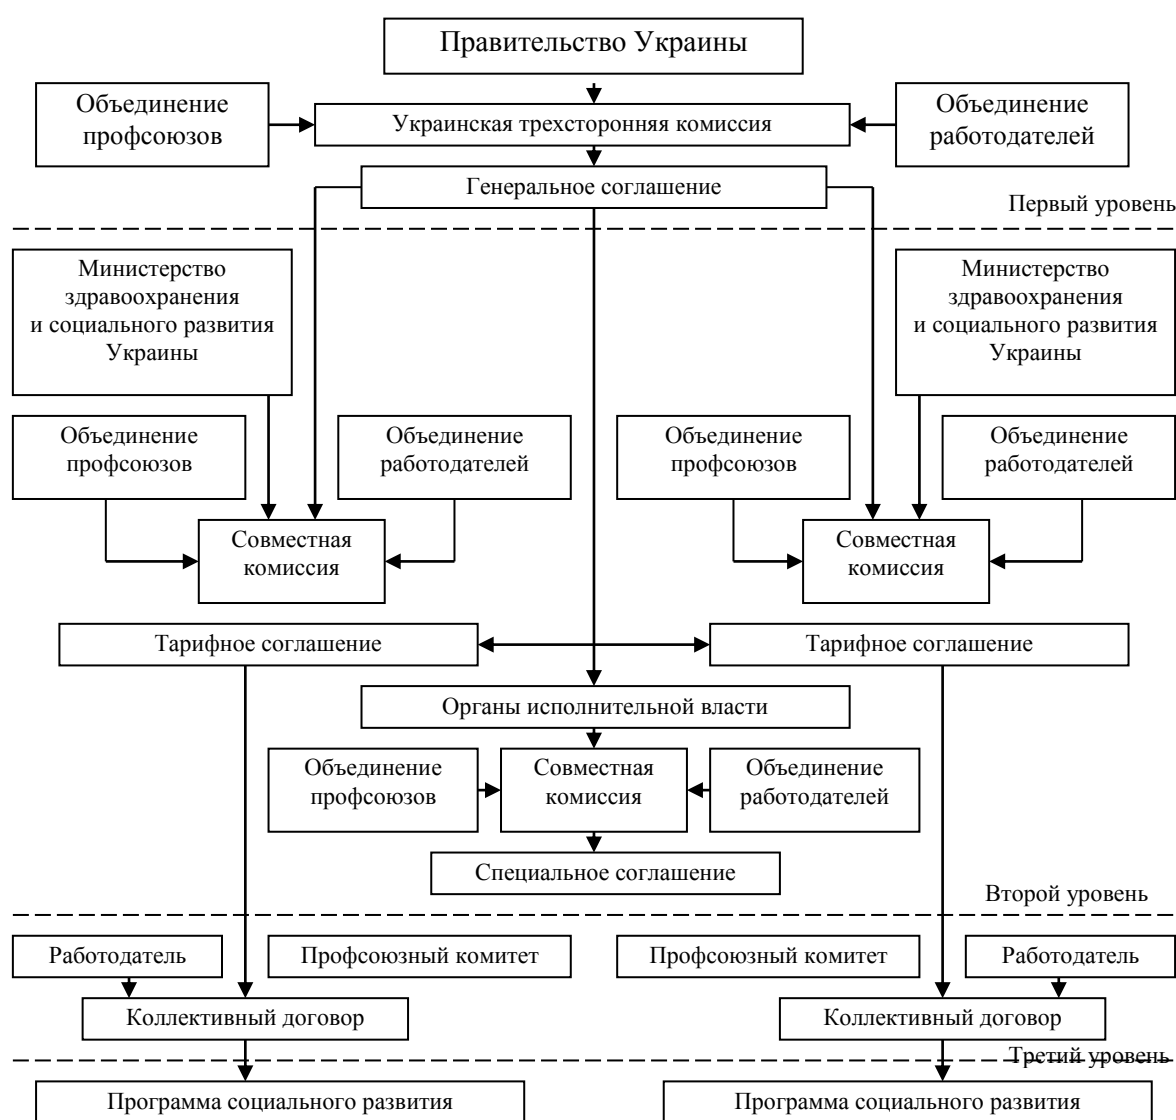 Правительство Украины
Объединение
профсоюзов
Украинская трехсторонняя комиссия
Объединение
работодателей
Генеральное соглашение
Первый уровень
Министерство
здравоохранения
и социального развития
Украины
Министерство
здравоохранения
и социального развития
Украины
Объединение
профсоюзов
Объединение
работодателей
Объединение
профсоюзов
Объединение
работодателей
Совместная
комиссия
Совместная
комиссия
Тарифное соглашение
Тарифное соглашение
Органы исполнительной власти
Объединение
профсоюзов
Совместная
комиссия
Объединение
работодателей
Специальное соглашение
Второй уровень
Работодатель
Профсоюзный комитет
Профсоюзный комитет
Работодатель
Коллективный договор
Коллективный договор
Третий уровень
Программа социального развития
Программа социального развития